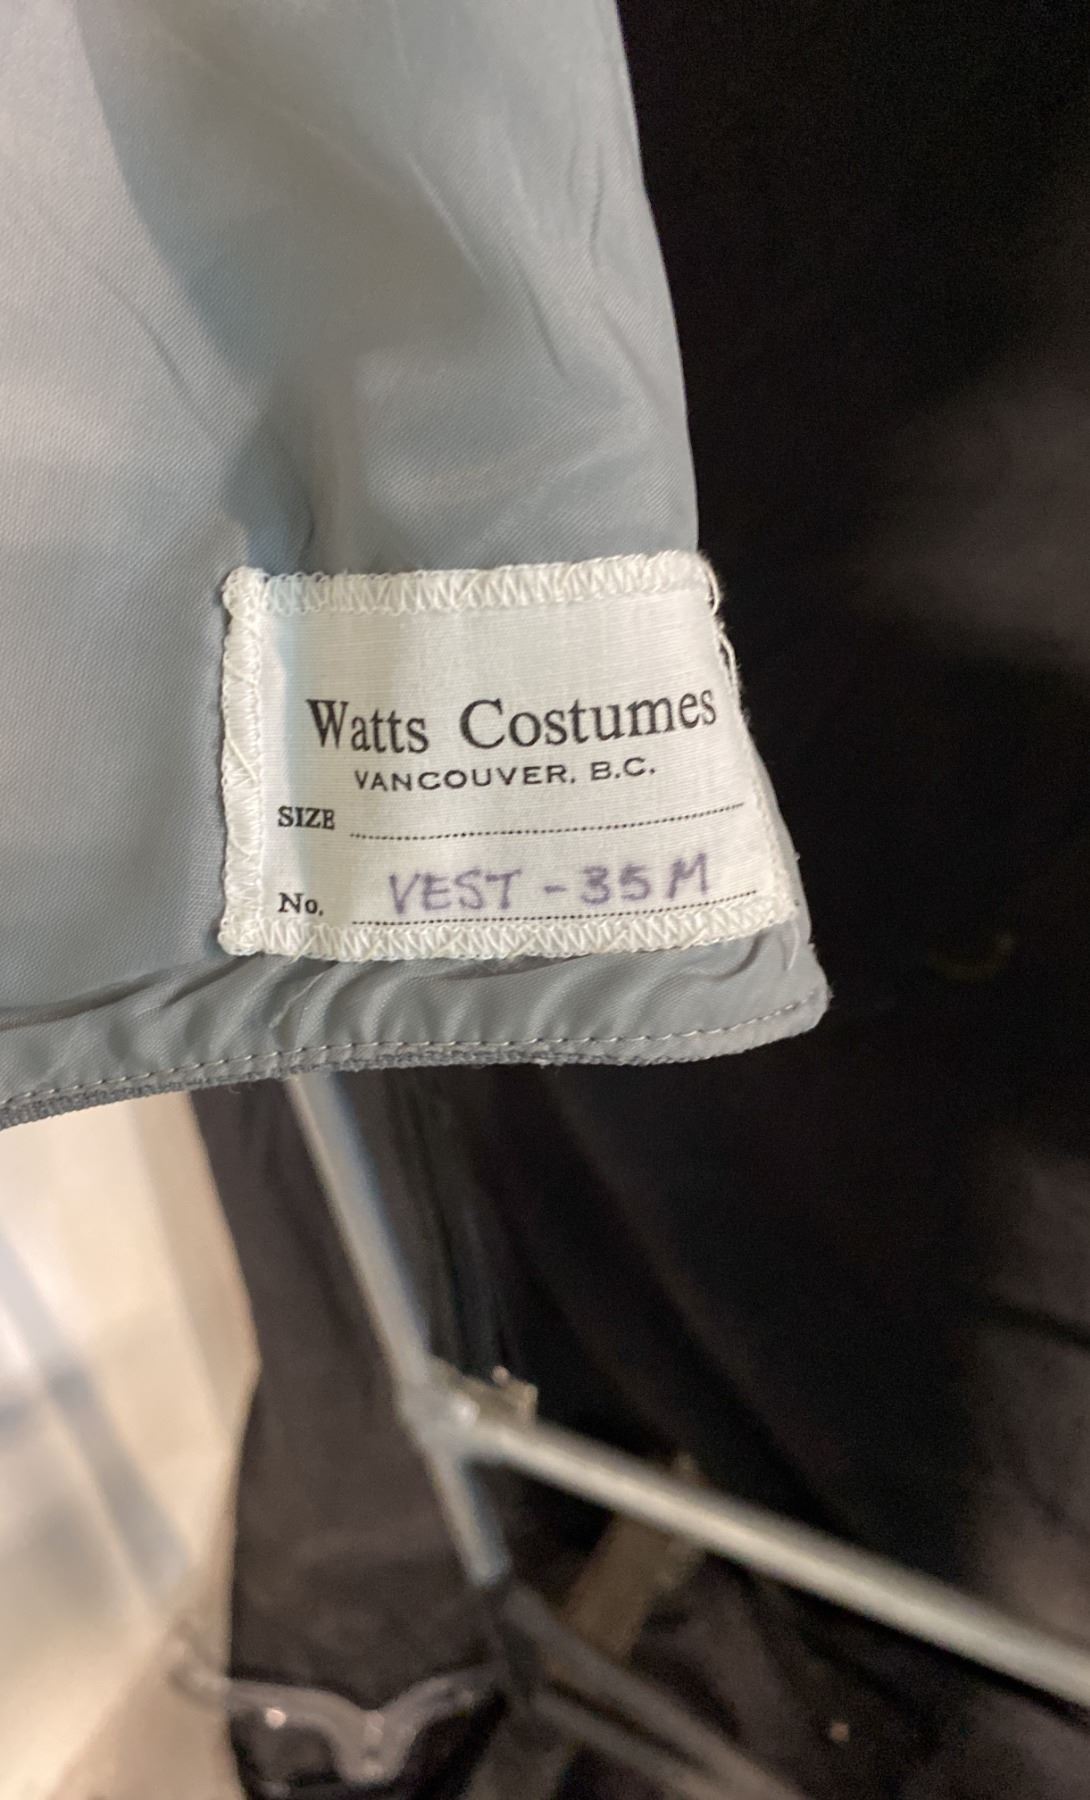 Watts Costumes
VANCOUVER, B.C.
SIZE
No. VEST - 35 M